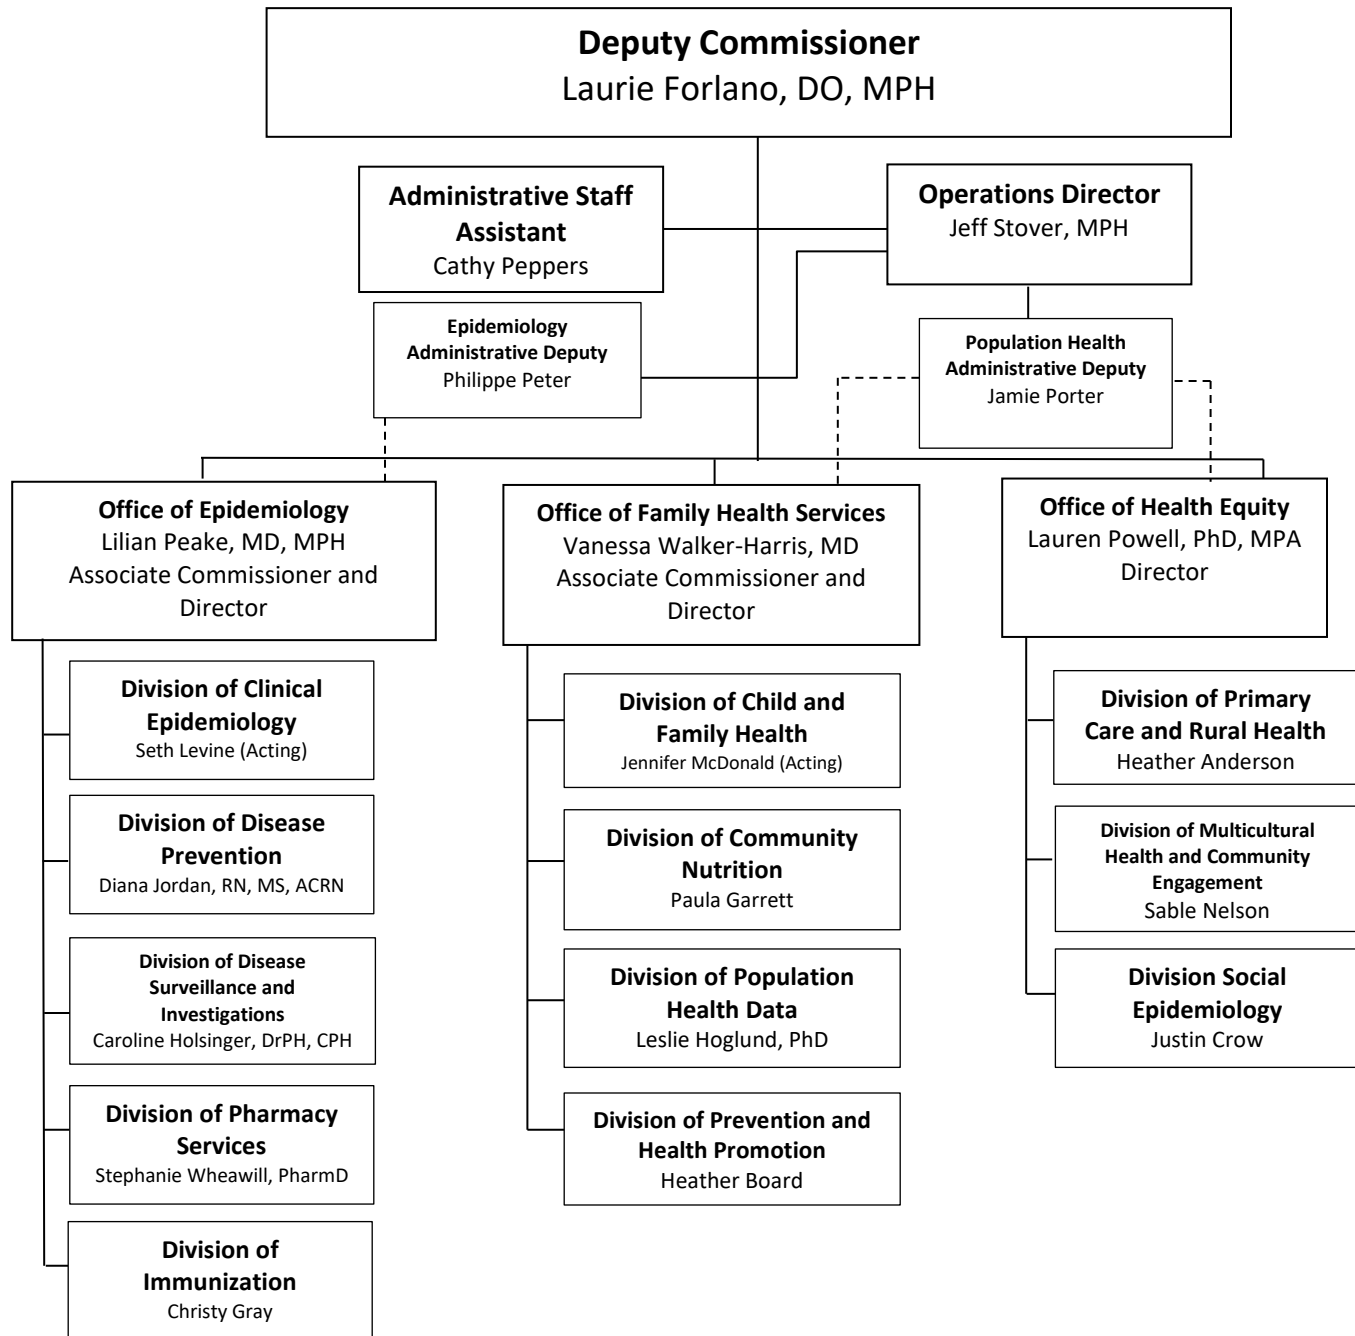 Deputy Commissioner
Laurie Forlano, DO, MPH
Administrative Staff
Assistant
Cathy Peppers
Operations Director
Jeff Stover, MPH
Epidemiology
Administrative Deputy
Philippe Peter
Population Health
Administrative Deputy
Jamie Porter
Office of Epidemiology
Lilian Peake, MD, MPH
Associate Commissioner and
Director
Office of Family Health Services
Vanessa Walker-Harris, MD
Associate Commissioner and
Director
Office of Health Equity
Lauren Powell, PhD, MPA
Director
Division of Clinical
Epidemiology
Seth Levine (Acting)
Division of Disease
Prevention
Diana Jordan, RN, MS, ACRN
Division of Disease
Surveillance and
Investigations
Caroline Holsinger, DrPH, CPH
Division of Pharmacy
Services
Stephanie Wheawill, PharmD
Division of
Immunization
Christy Gray
Division of Child and
Family Health
Jennifer McDonald (Acting)
Division of Community
Nutrition
Paula Garrett
Division of Population
Health Data
Leslie Hoglund, PhD
Division of Prevention and
Health Promotion
Heather Board
Division of Primary
Care and Rural Health
Heather Anderson
Division of Multicultural
Health and Community
Engagement
Sable Nelson
Division Social
Epidemiology
Justin Crow